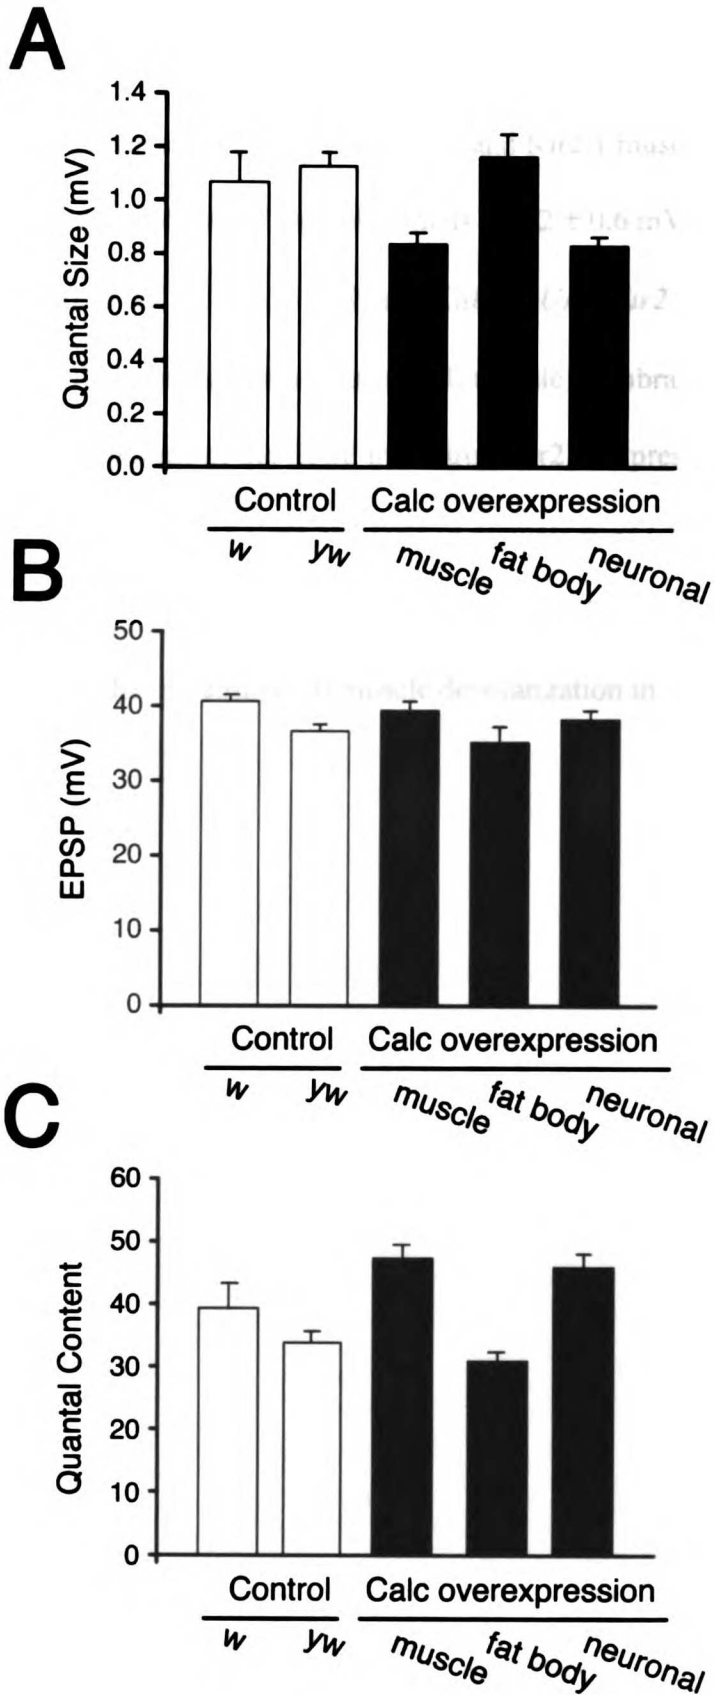 A
1.4
1.2
1.0
0.8
0.6
0.4
0.2
0.0
Quantal Size (mV)
Control
Calc overexpression
w
yw
muscle
fat body
neuronal
B
50
40
30
20
10
0
EPSP (mV)
Control
Calc overexpression
w
yw
muscle
fat body
neuronal
C
60
50
40
30
20
10
0
Quantal Content
Control
Calc overexpression
w
yw
muscle
fat body
neuronal